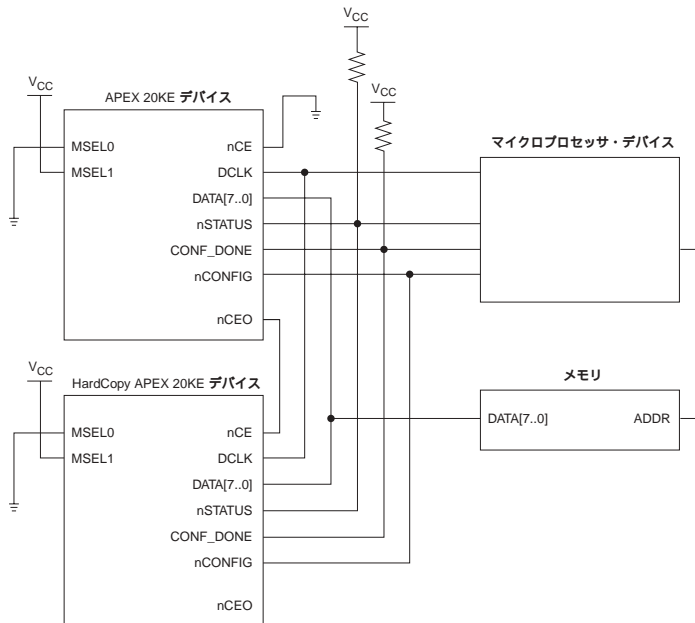 VCC
VCC
VCC
APEX 20KE デバイス
MSEL0
MSEL1
nCE
DCLK
DATA[7..0]
nSTATUS
CONF_DONE
nCONFIG
nCEO
マイクロプロセッサ・デバイス
VCC
HardCopy APEX 20KE デバイス
MSEL0
MSEL1
nCE
DCLK
DATA[7..0]
nSTATUS
CONF_DONE
nCONFIG
nCEO
メモリ
DATA[7..0]
ADDR